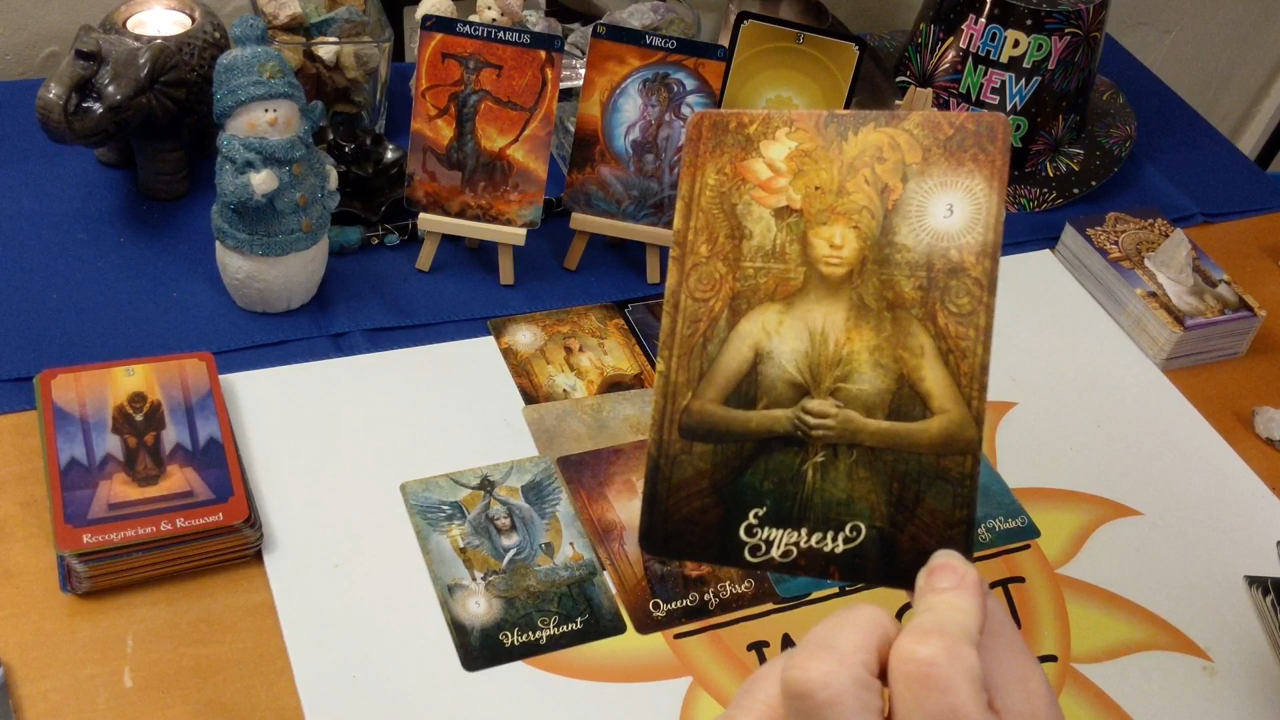 SAGITTARIUS 9
♍ VIRGO 6
3
HAPPY
NEW
3
Empress
5
Hierophant
Queen of Fire
of Water
Recognition & Reward